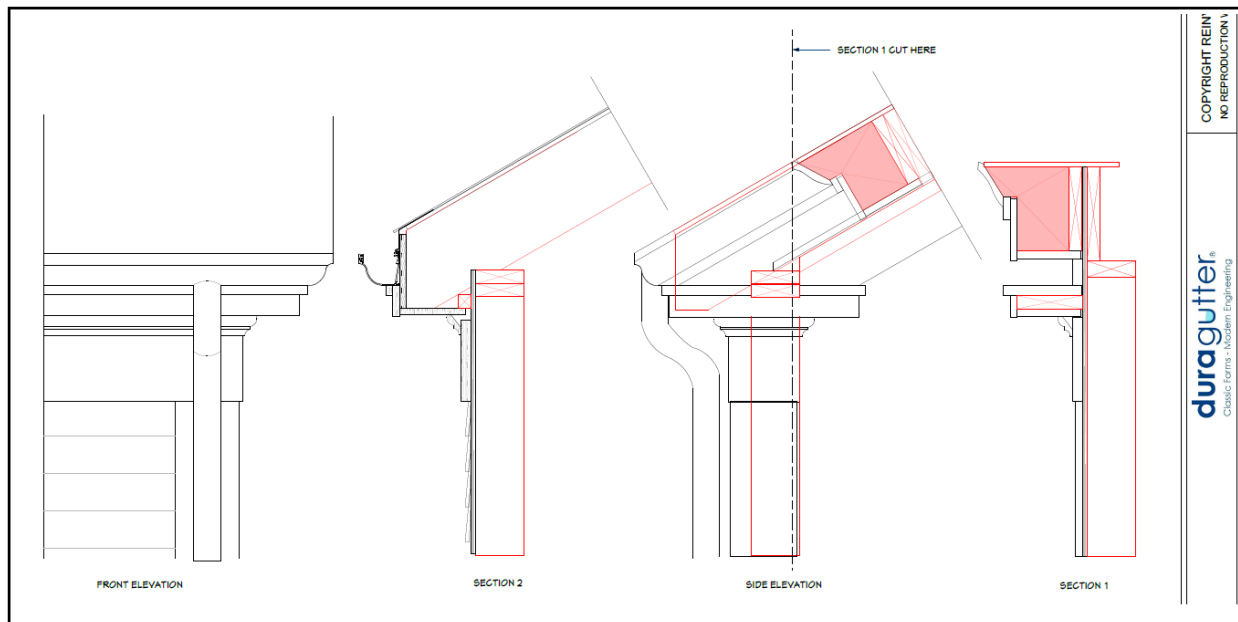 SECTION 1 CUT HERE
FRONT ELEVATION
SECTION 2
SIDE ELEVATION
SECTION 1
COPYRIGHT REIN'
NO REPRODUCTION
duragutter®
Classic Forms - Modern Engineering